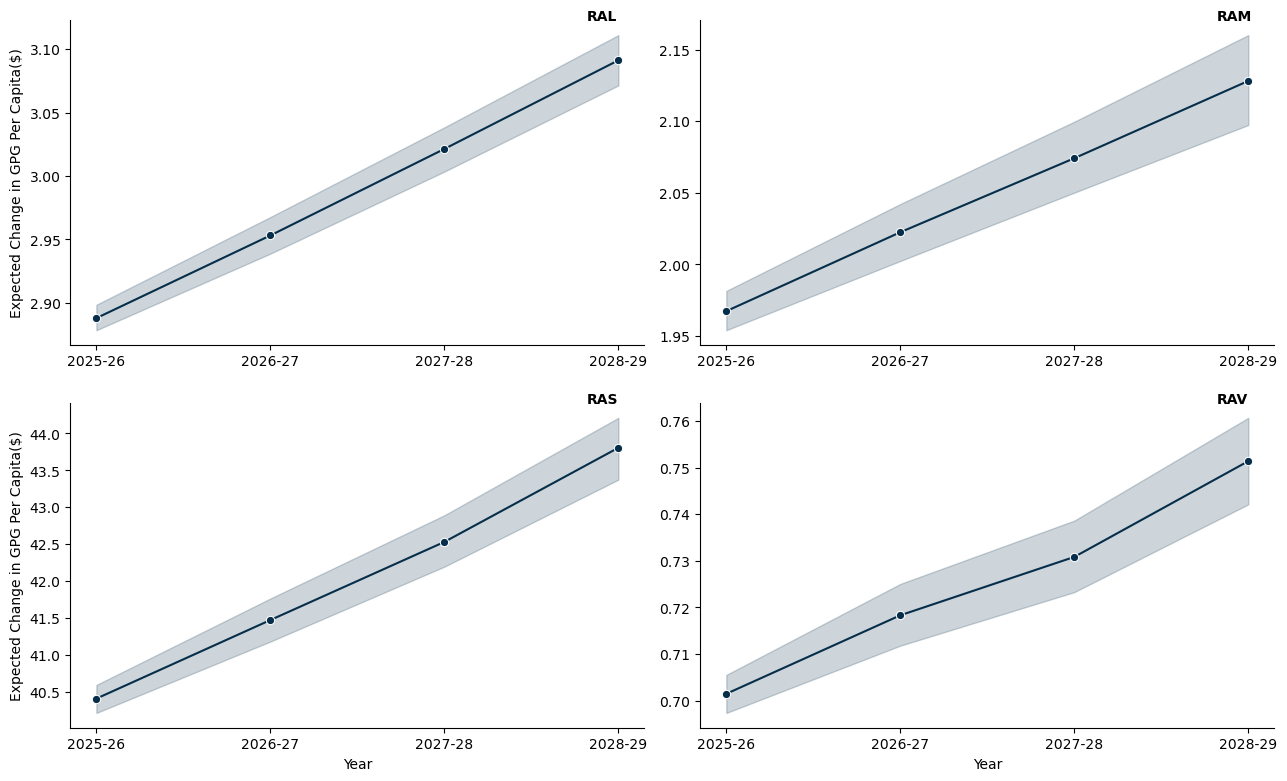 RAL
Expected Change in GPG Per Capita($)
3.10
3.05
3.00
2.95
2.90
2025-26 2026-27 2027-28 2028-29
RAM
2.15
2.10
2.05
2.00
1.95
2025-26 2026-27 2027-28 2028-29
RAS
Expected Change in GPG Per Capita($)
44.0
43.5
43.0
42.5
42.0
41.5
41.0
40.5
2025-26 2026-27 2027-28 2028-29
Year
RAV
0.76
0.75
0.74
0.73
0.72
0.71
0.70
2025-26 2026-27 2027-28 2028-29
Year